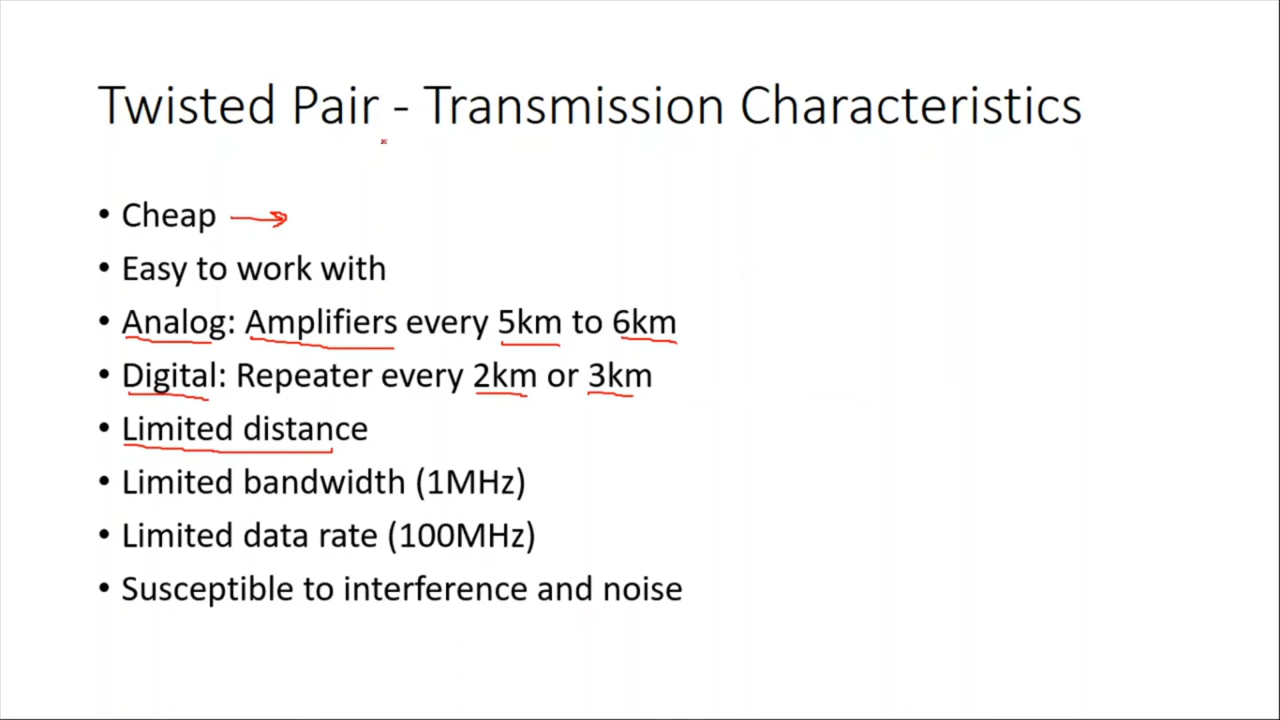 Twisted Pair - Transmission Characteristics
• Cheap
• Easy to work with
• Analog: Amplifiers every 5km to 6km
• Digital: Repeater every 2km or 3km
• Limited distance
• Limited bandwidth (1MHz)
• Limited data rate (100MHz)
• Susceptible to interference and noise